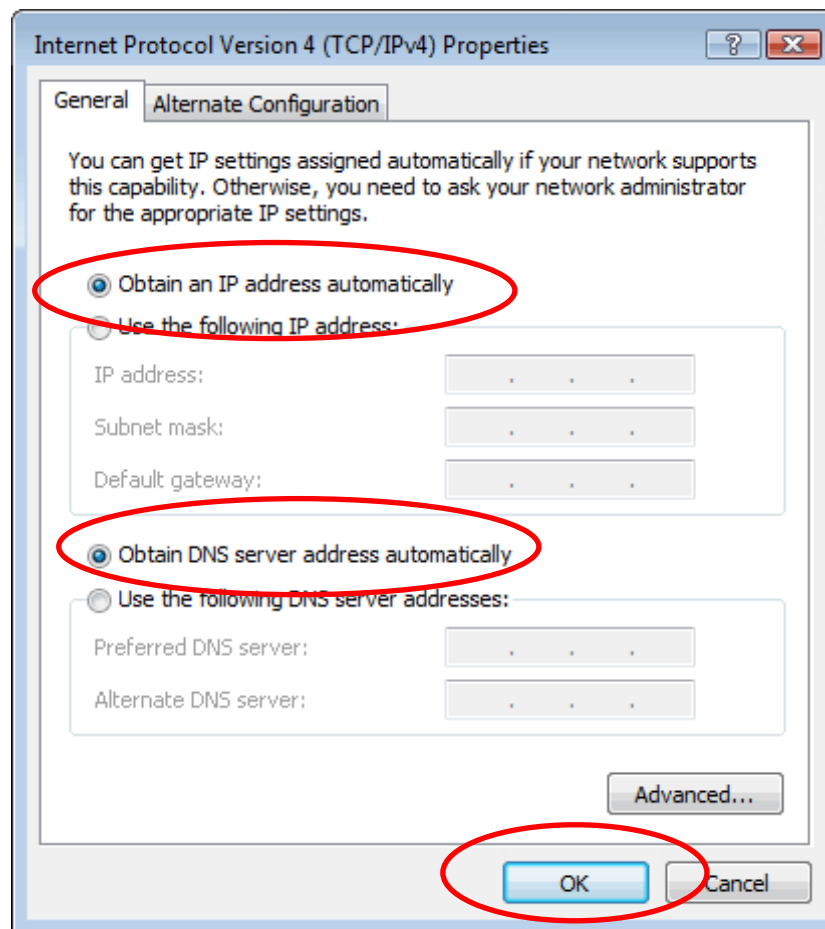 Internet Protocol Version 4 (TCP/IPv4) Properties
General
Alternate Configuration
You can get IP settings assigned automatically if your network supports
this capability. Otherwise, you need to ask your network administrator
for the appropriate IP settings.
Obtain an IP address automatically
Use the following IP address:
IP address:
Subnet mask:
Default gateway:
Obtain DNS server address automatically
Use the following DNS server addresses:
Preferred DNS server:
Alternate DNS server:
Advanced...
OK
Cancel